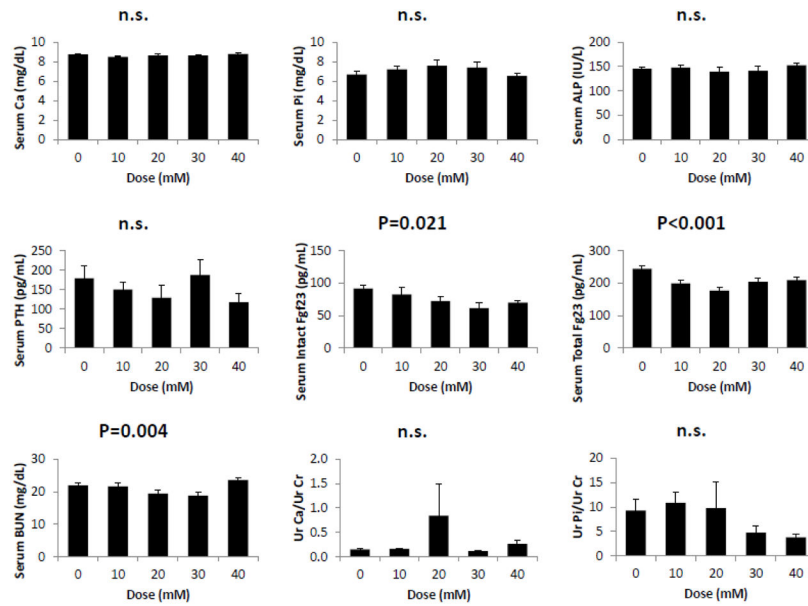 n.s.
Serum Ca (mg/dL)
10
8
6
4
2
0
0 10 20 30 40
Dose (mM)
n.s.
Serum Pi (mg/dL)
10
8
6
4
2
0
0 10 20 30 40
Dose (mM)
n.s.
Serum ALP (IU/L)
200
150
100
50
0
0 10 20 30 40
Dose (mM)
n.s.
Serum PTH (pg/mL)
250
200
150
100
50
0
0 10 20 30 40
Dose (mM)
P=0.021
Serum Intact Fgf23 (pg/mL)
150
100
50
0
0 10 20 30 40
Dose (mM)
P<0.001
Serum Total Fg23 (pg/mL)
300
200
100
0
0 10 20 30 40
Dose (mM)
P=0.004
Serum BUN (mg/dL)
30
20
10
0
0 10 20 30 40
Dose (mM)
n.s.
Ur Ca/Ur Cr
2.0
1.5
1.0
0.5
0.0
0 10 20 30 40
Dose (mM)
n.s.
Ur Pi/Ur Cr
20
15
10
5
0
0 10 20 30 40
Dose (mM)